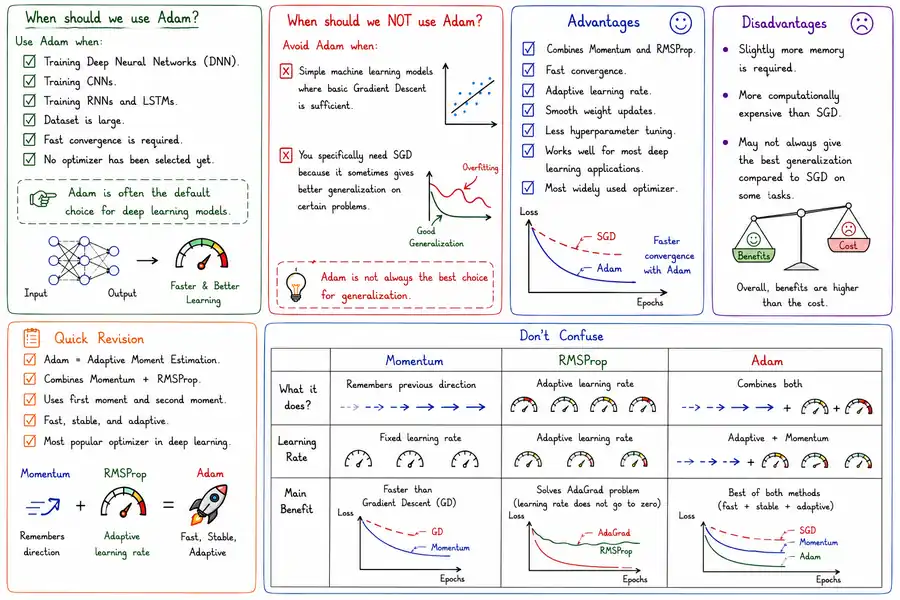 When should we use Adam?
Use Adam when:
Training Deep Neural Networks (DNN).
Training CNNs.
Training RNNs and LSTMs.
Dataset is large.
Fast convergence is required.
No optimizer has been selected yet.
Adam is often the default
choice for deep learning models.
Input
Output
Faster & Better
Learning
When should we NOT use Adam?
Avoid Adam when:
Simple machine learning models
where basic Gradient Descent
is sufficient.
You specifically need SGD
because it sometimes gives
better generalization on
certain problems.
Overfitting
Good
Generalization
Adam is not always the best choice
for generalization.
Advantages
Combines Momentum and RMSProp.
Fast convergence.
Adaptive learning rate.
Smooth weight updates.
Less hyperparameter tuning.
Works well for most deep
learning applications.
Most widely used optimizer.
Loss
SGD
Adam
Faster
convergence
with Adam
Epochs
Disadvantages
Slightly more memory
is required.
More computationally
expensive than SGD.
May not always give
the best generalization
compared to SGD on
some tasks.
Benefits
Cost
Overall, benefits are higher
than the cost.
Quick Revision
Adam = Adaptive Moment Estimation.
Combines Momentum + RMSProp.
Uses first moment and second moment.
Fast, stable, and adaptive.
Most popular optimizer in deep learning.
Momentum RMSProp Adam
+ =
Remembers
direction
Adaptive
learning rate
Fast, Stable,
Adaptive
Don't Confuse
Momentum RMSProp Adam
What it
does?
Remembers previous direction
Adaptive learning rate
Combines both
+ +
Learning
Rate
Fixed learning rate
Adaptive learning rate
Adaptive + Momentum
+
Main
Benefit
Faster than
Gradient Descent (GD)
Loss
GD
Momentum
Epochs
Solves AdaGrad problem
(learning rate does not go to zero)
Loss
AdaGrad
RMSProp
Epochs
Best of both methods
(fast + stable + adaptive)
Loss
SGD
Momentum
Adam
Epochs